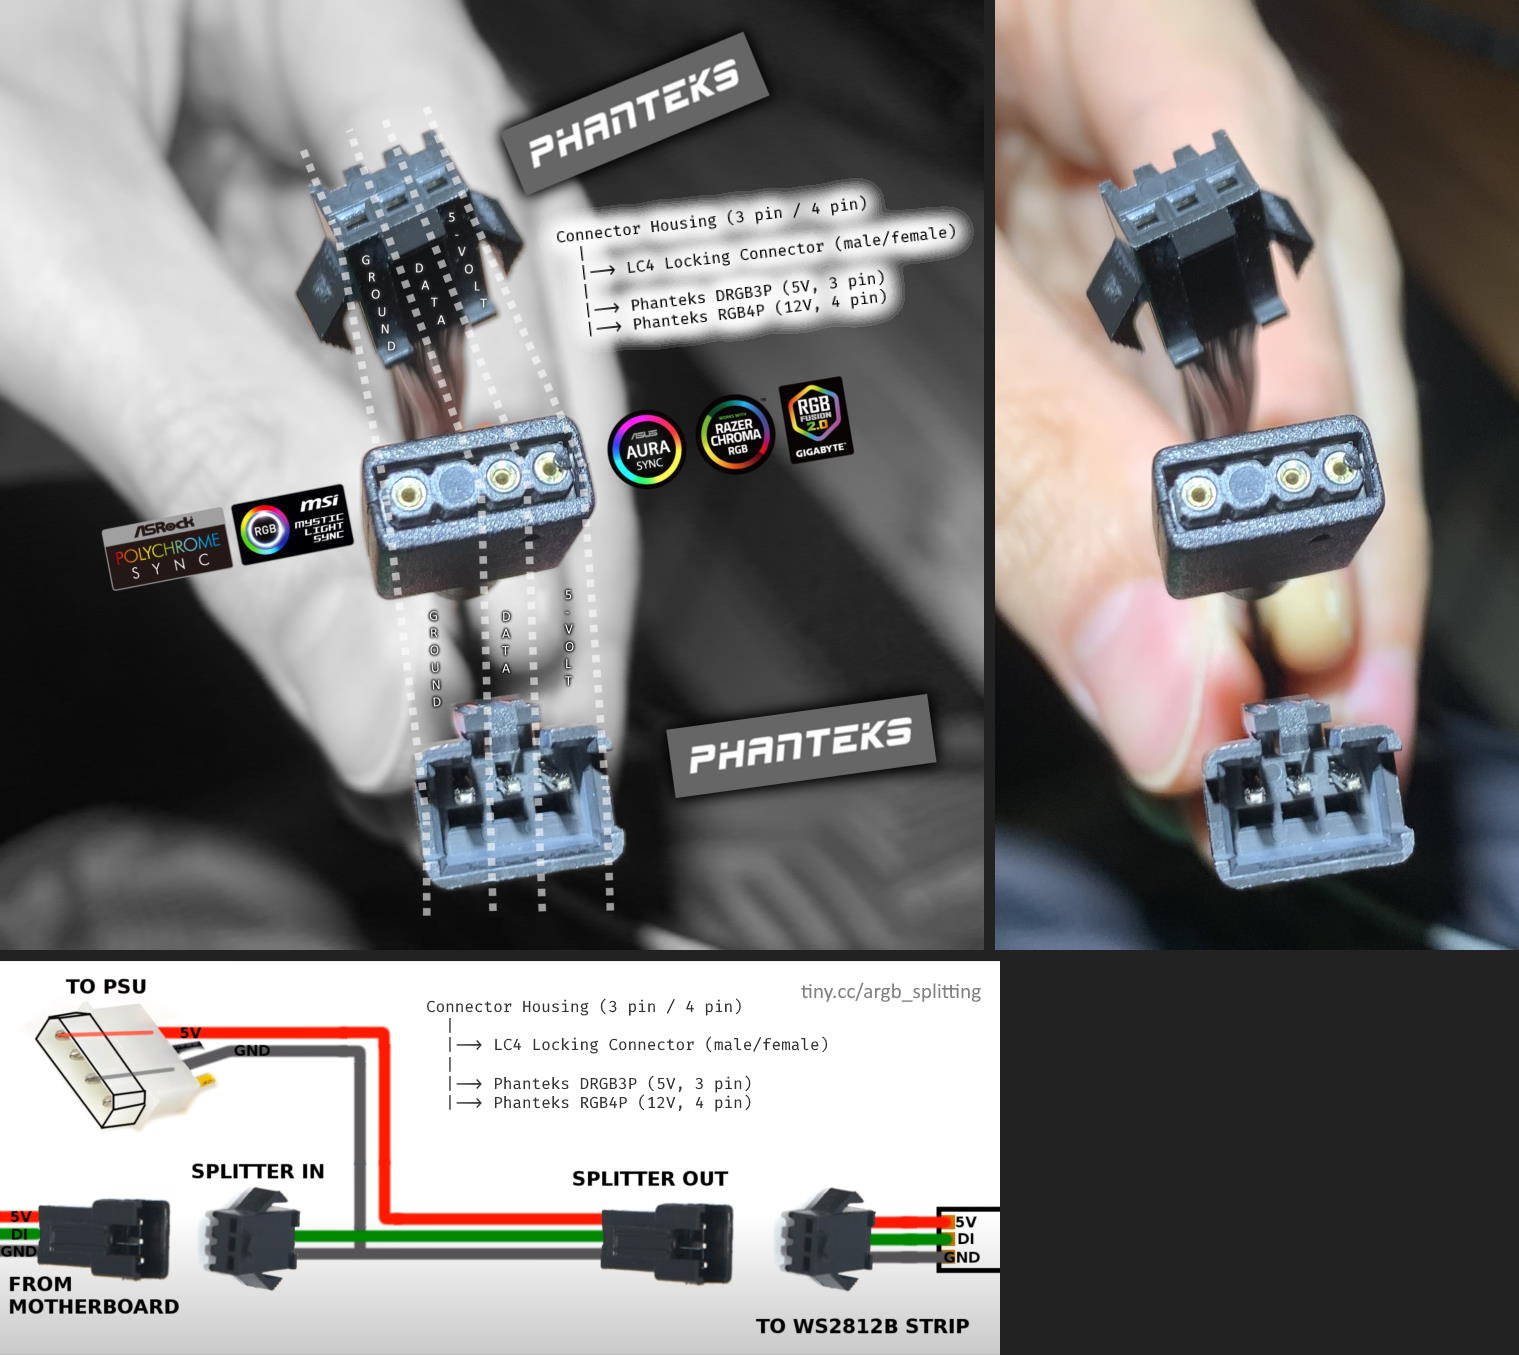 PHANTEKS
Connector Housing (3 pin / 4 pin)
|
|--> LC4 Locking Connector (male/female)
|
|--> Phanteks DRGB3P (5V, 3 pin)
|--> Phanteks RGB4P (12V, 4 pin)
GROUND
DATA
5-VOLT
ASUS
AURA
SYNC
WORKS WITH
RAZER
CHROMA
RGB
™
RGB
FUSION
2.0
GIGABYTE™
ASRock
POLYCHROME
SYNC
RGB
msi
MYSTIC
LIGHT
SYNC
GROUND
DATA
5-VOLT
PHANTEKS
TO PSU
5V
GND
tiny.cc/argb_splitting
Connector Housing (3 pin / 4 pin)
|
|--> LC4 Locking Connector (male/female)
|
|--> Phanteks DRGB3P (5V, 3 pin)
|--> Phanteks RGB4P (12V, 4 pin)
SPLITTER IN
SPLITTER OUT
5V
DI
GND
FROM
MOTHERBOARD
5V
DI
GND
TO WS2812B STRIP